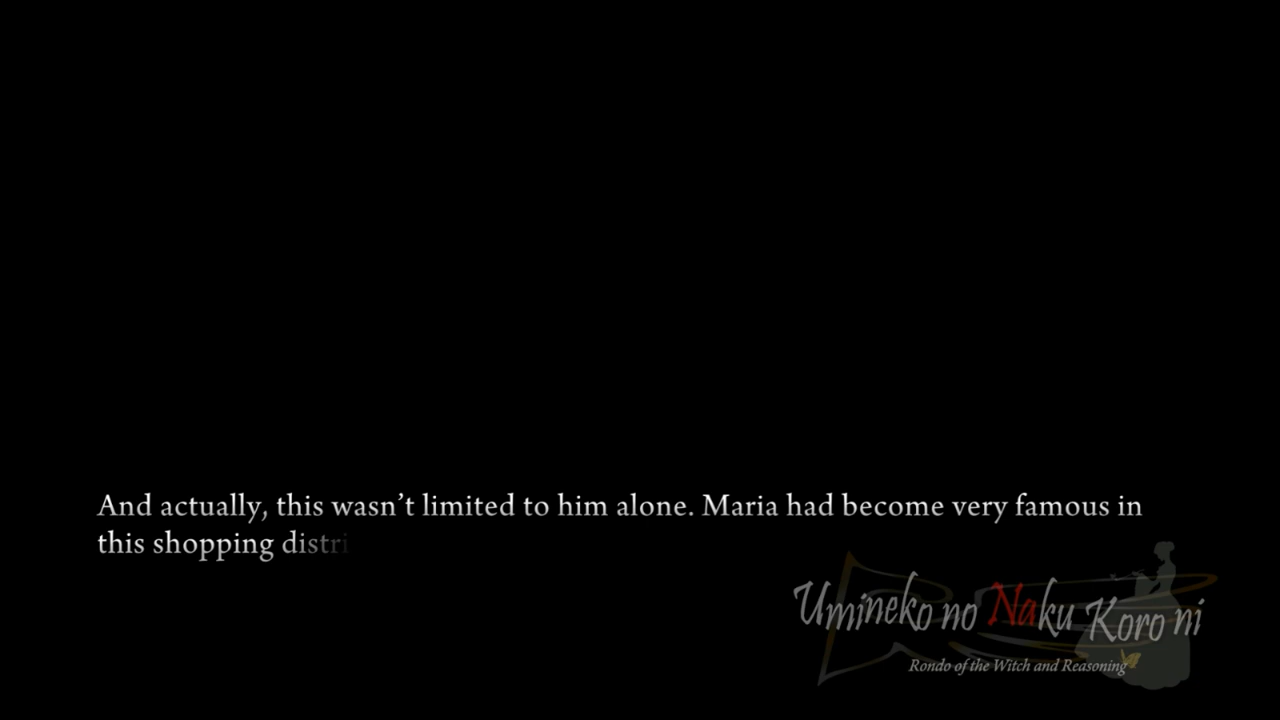 And actually, this wasn’t limited to him alone. Maria had become very famous in
this shopping distri
Umineko no Naku Koro ni
Rondo of the Witch and Reasoning